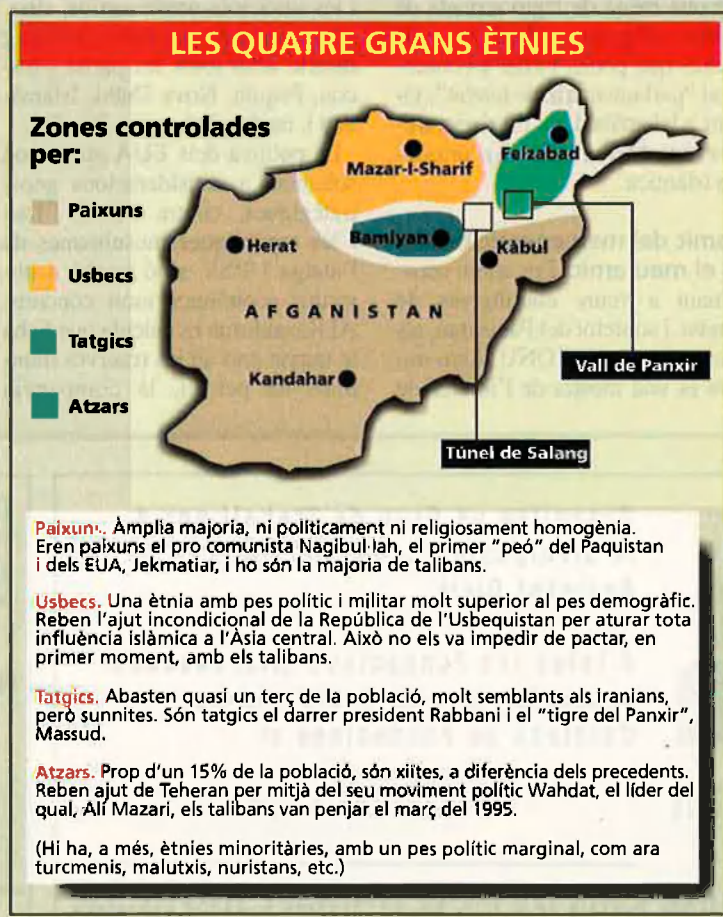 LES QUATRE GRANS ÈTNIES
Zones controlades
per:
Paixuns
Usbecs
Tatgics
Atzars
Mazar-I-Sharif
Feizabad
Herat
Bamiyan
Kàbul
AFGANISTAN
Kandahar
Vall de Panxir
Túnel de Salang
Paixuns. Àmplia majoria, ni políticament ni religiosament homogènia.
Eren paixuns el pro comunista Nagibul·lah, el primer "peó" del Paquistan
i dels EUA, Jekmatiar, i ho són la majoria de talibans.
Usbecs. Una ètnia amb pes polític i militar molt superior al pes demogràfic.
Reben l'ajut incondicional de la República de l'Usbequistan per aturar tota
influència islàmica a l'Àsia central. Això no els va impedir de pactar, en
primer moment, amb els talibans.
Tatgics. Abasten quasi un terç de la població, molt semblants als iranians,
però sunnites. Són tatgics el darrer president Rabbani i el "tigre del Panxir",
Massud.
Atzars. Prop d'un 15% de la població, són xiïtes, a diferència dels precedents.
Reben ajut de Teheran per mitjà del seu moviment polític Wahdat, el líder del
qual, Alí Mazari, els talibans van penjar el març del 1995.
(Hi ha, a més, ètnies minoritàries, amb un pes polític marginal, com ara
turcmenis, malutxis, nuristans, etc.)